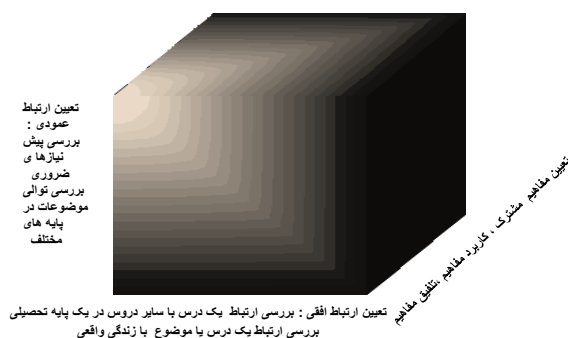 تعیین ارتباط
عمودی :
بررسی پیش
نیازها ی
ضروری
بررسی توالی
موضوعات در
پایه های
مختلف
تعیین مفاهیم مشترک ، کاربرد مفاهیم ،تلفیق مفاهیم
تعیین ارتباط افقی : بررسی ارتباط یک درس با سایر دروس در یک پایه تحصیلی
بررسی ارتباط یک درس یا موضوع با زندگی واقعی